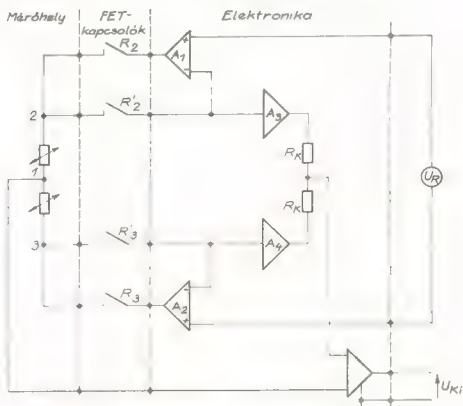 Mérőhely
FET-
kapcsolók
Elektronika
R2
+
A1
-
2
R'2
A3
RK
1
UR
RK
3
R'3
A4
-
R3
A2
+
UKi